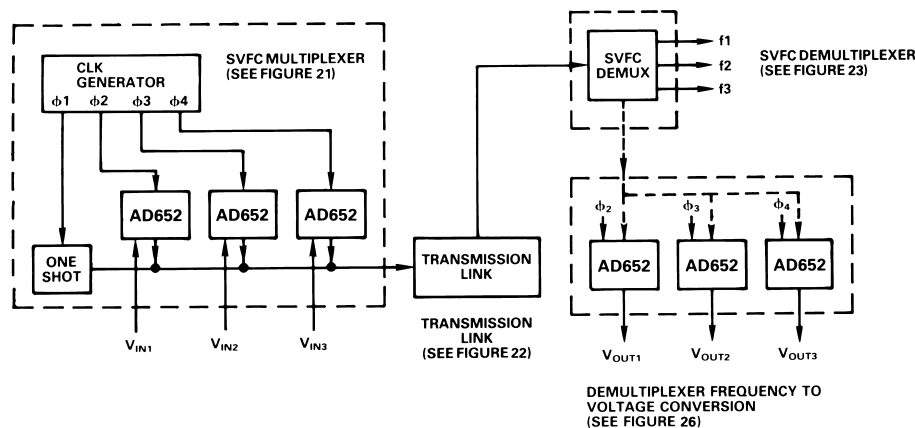 SVFC MULTIPLEXER
(SEE FIGURE 21)
CLK
GENERATOR
ϕ1 ϕ2 ϕ3 ϕ4
AD652 AD652 AD652
ONE
SHOT
V_IN1 V_IN2 V_IN3
TRANSMISSION
LINK
TRANSMISSION
LINK
(SEE FIGURE 22)
SVFC
DEMUX
f1
f2
f3
SVFC DEMULTIPLEXER
(SEE FIGURE 23)
ϕ2 ϕ3 ϕ4
AD652 AD652 AD652
V_OUT1 V_OUT2 V_OUT3
DEMULTIPLEXER FREQUENCY TO
VOLTAGE CONVERSION
(SEE FIGURE 26)